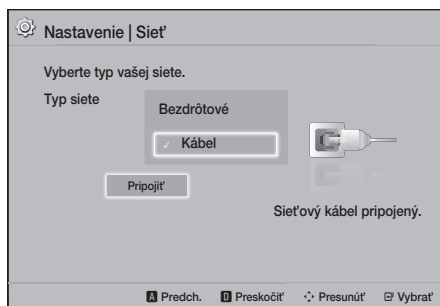 Nastavenie | Sieť
Vyberte typ vašej siete.
Typ siete
Bezdrôtové
✓ Kábel
Pripojiť
Sieťový kábel pripojený.
A Predch. D Preskočiť Presunúť Vybrať